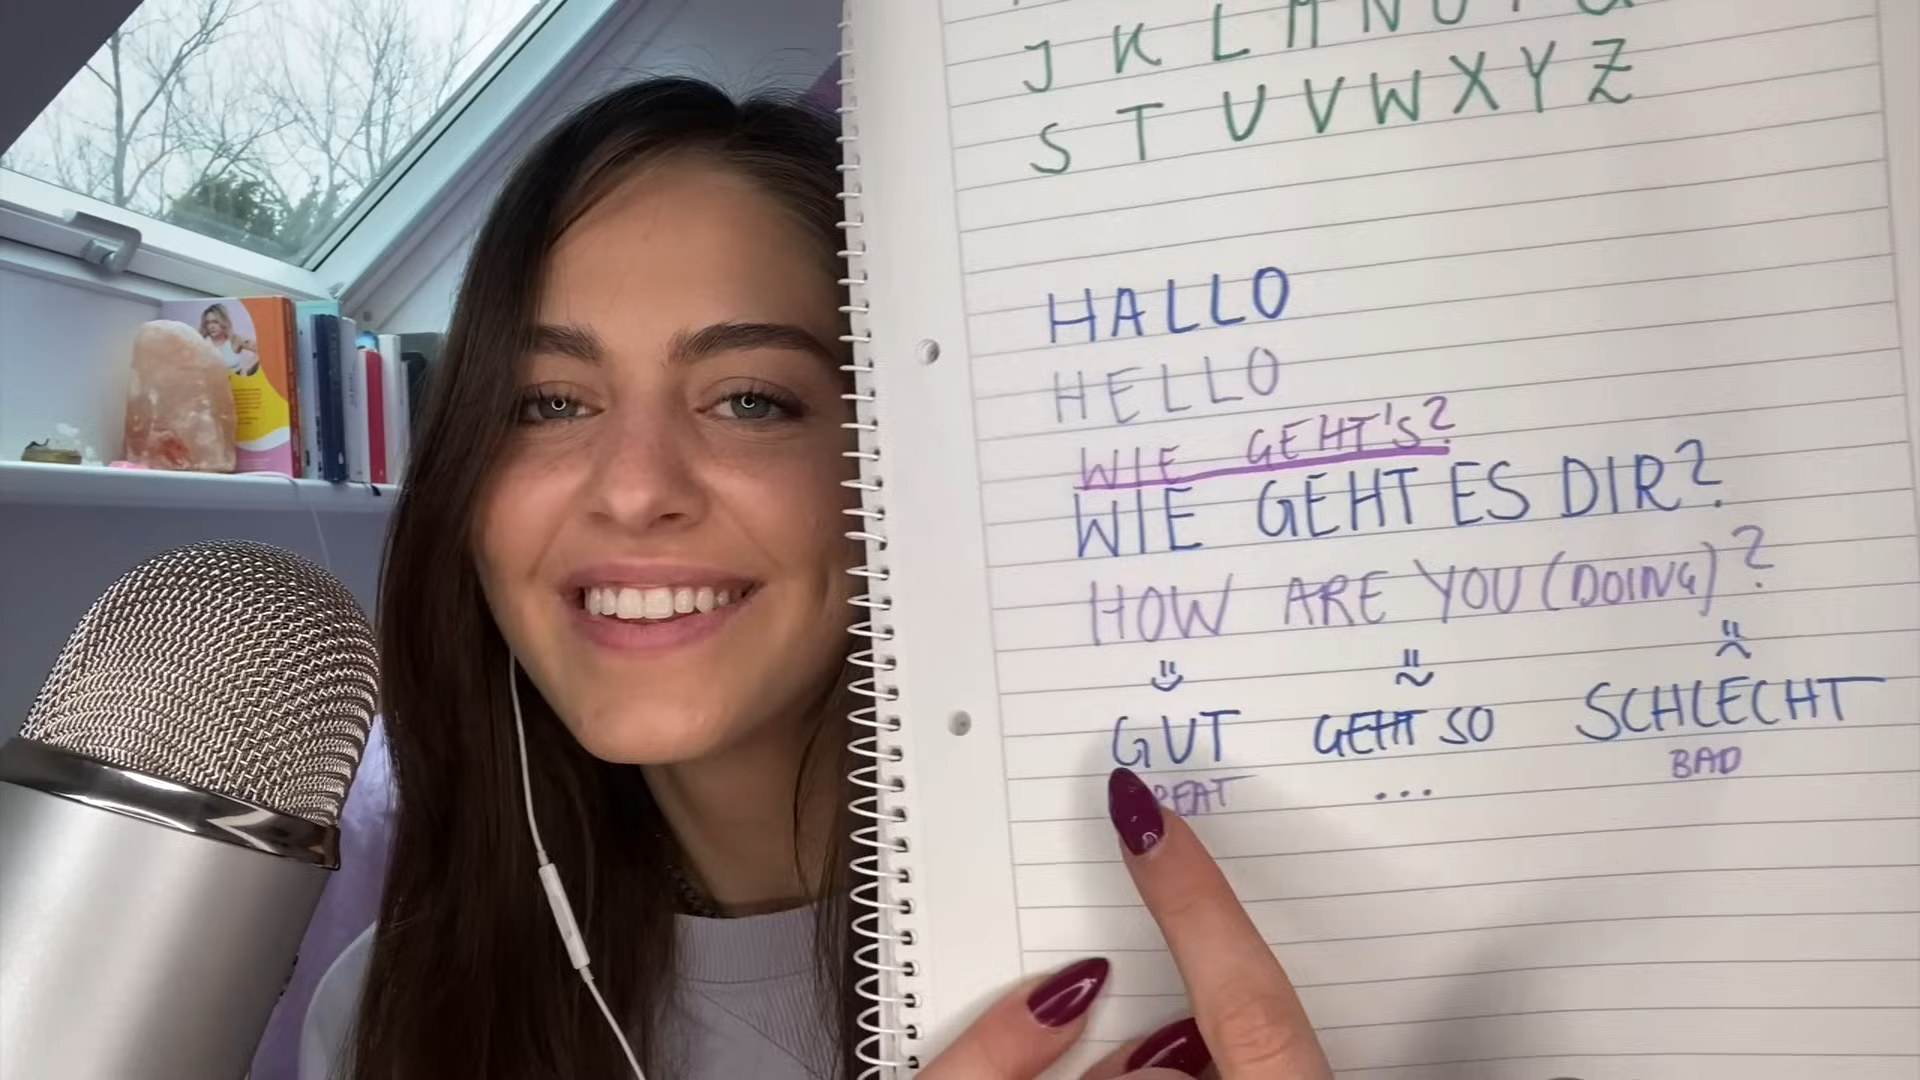 J K L M N O P Q
S T U V W X Y Z
HALLO
HELLO
WIE GEHT'S?
WIE GEHT ES DIR?
HOW ARE YOU (DOING)?
GUT GEHT SO SCHLECHT
... BAD